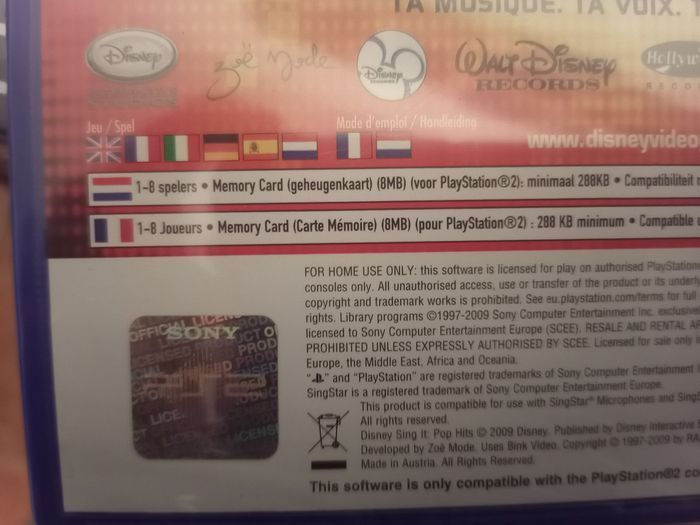 TA MUSIQUE. TA VOIX.
Disney
Zoë Mode
Disney
RECORDS
WALT DISNEY
RECORDS
Hollyw
RECO
Jeu / Spel
Mode d'emploi / Handleiding
www.disneyvideo
1-8 spelers • Memory Card (geheugenkaart) (8MB) (voor PlayStation®2): minimaal 288KB • Compatibiliteit
1-8 Joueurs • Memory Card (Carte Mémoire) (8MB) (pour PlayStation®2) : 288 KB minimum • Compatible
FOR HOME USE ONLY: this software is licensed for play on authorised PlayStation
consoles only. All unauthorised access, use or transfer of the product or its underly
copyright and trademark works is prohibited. See eu.playstation.com/terms for full
rights. Library programs ©1997-2009 Sony Computer Entertainment Inc. exclusive
licensed to Sony Computer Entertainment Europe (SCEE). RESALE AND RENTAL AR
PROHIBITED UNLESS EXPRESSLY AUTHORISED BY SCEE. Licensed for sale only i
Europe, the Middle East, Africa and Oceania.
" " and "PlayStation" are registered trademarks of Sony Computer Entertainment I
SingStar is a registered trademark of Sony Computer Entertainment Europe.
This product is compatible for use with SingStar® Microphones and Sing
All rights reserved.
Disney Sing It: Pop Hits © 2009 Disney. Published by Disney Interactive S
Developed by Zoë Mode. Uses Bink Video. Copyright © 1997-2009 by RA
Made in Austria. All Rights Reserved.
This software is only compatible with the PlayStation®2 co
OFFICIAL LICEN
SONY